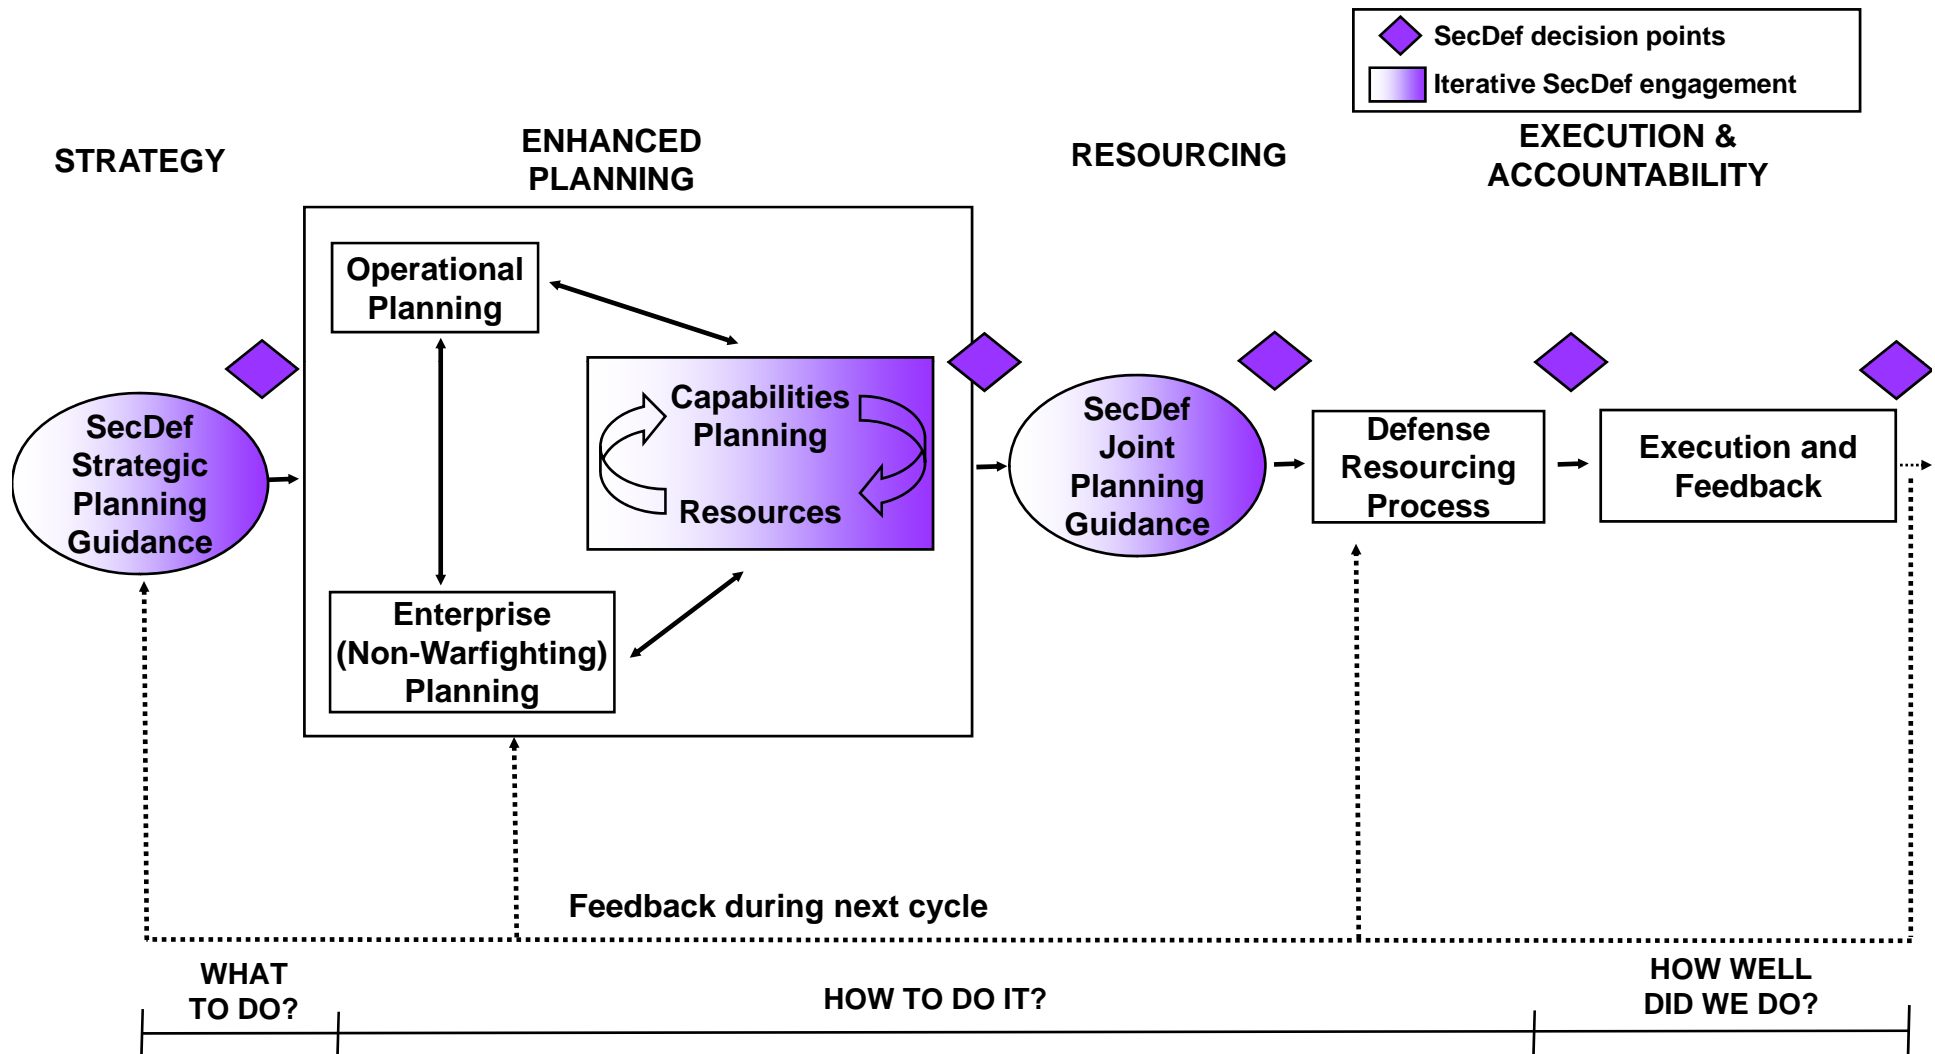 SecDef decision points
Iterative SecDef engagement
STRATEGY
ENHANCED
PLANNING
RESOURCING
EXECUTION &
ACCOUNTABILITY
Operational
Planning
Capabilities
Planning
Resources
Enterprise
(Non-Warfighting)
Planning
SecDef
Strategic
Planning
Guidance
SecDef
Joint
Planning
Guidance
Defense
Resourcing
Process
Execution and
Feedback
Feedback during next cycle
WHAT
TO DO?
HOW TO DO IT?
HOW WELL
DID WE DO?